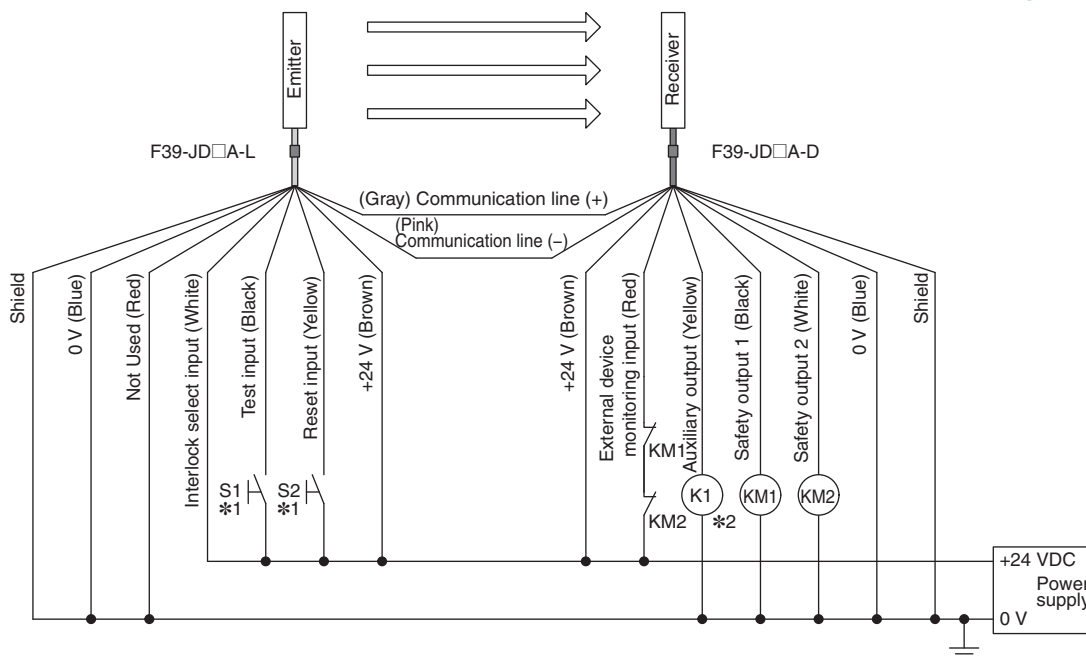 Emitter
Receiver
F39-JD□A-L
F39-JD□A-D
(Gray) Communication line (+)
(Pink)
Communication line (–)
Shield
0 V (Blue)
Not Used (Red)
Interlock select input (White)
Test input (Black)
Reset input (Yellow)
+24 V (Brown)
+24 V (Brown)
External device
monitoring input (Red)
Auxiliary output (Yellow)
Safety output 1 (Black)
Safety output 2 (White)
0 V (Blue)
Shield
S1
*1
S2
*1
KM1
KM2
K1
*2
KM1
KM2
+24 VDC
Power
supply
0 V